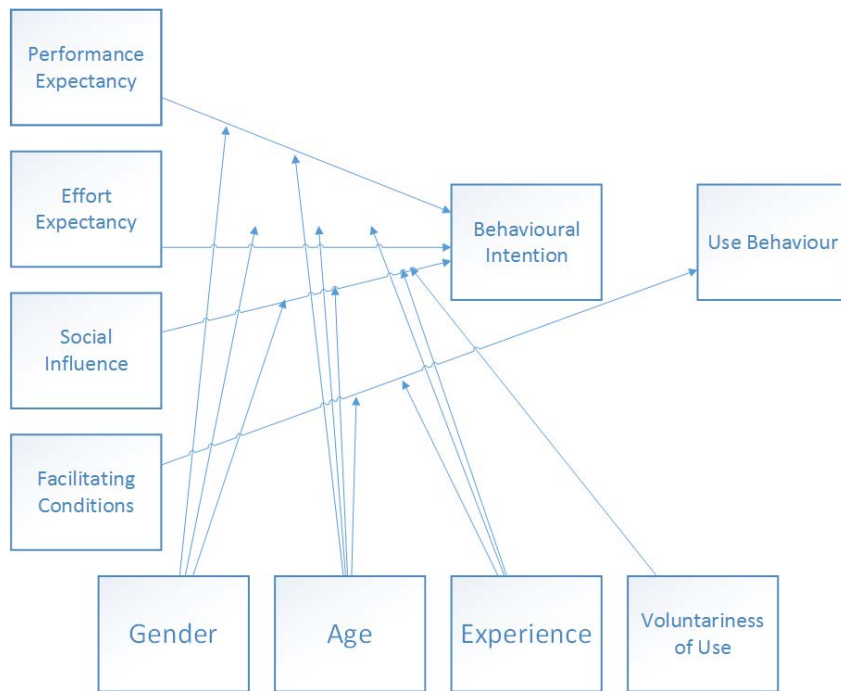 Performance
Expectancy
Effort
Expectancy
Behavioural
Intention
Use Behaviour
Social
Influence
Facilitating
Conditions
Gender
Age
Experience
Voluntariness
of Use